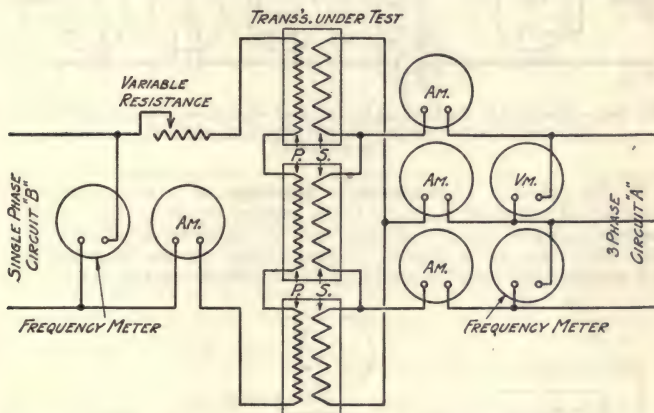 TRANS'S. UNDER TEST
VARIABLE
RESISTANCE
AM.
P. S.
SINGLE PHASE
CIRCUIT "B"
AM.
AM.
VM.
3 PHASE
CIRCUIT "A"
AM.
P. S.
FREQUENCY METER
FREQUENCY METER